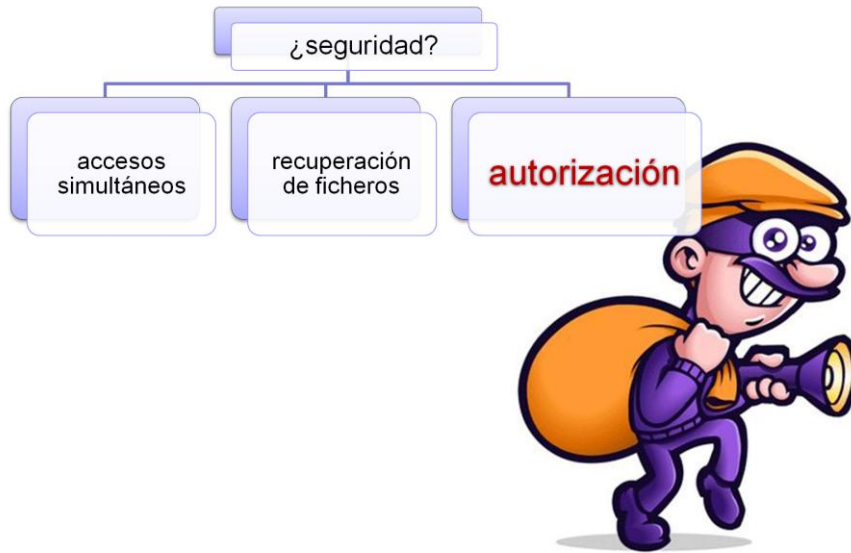 ¿seguridad?
accesos
simultáneos
recuperación
de ficheros
autorización